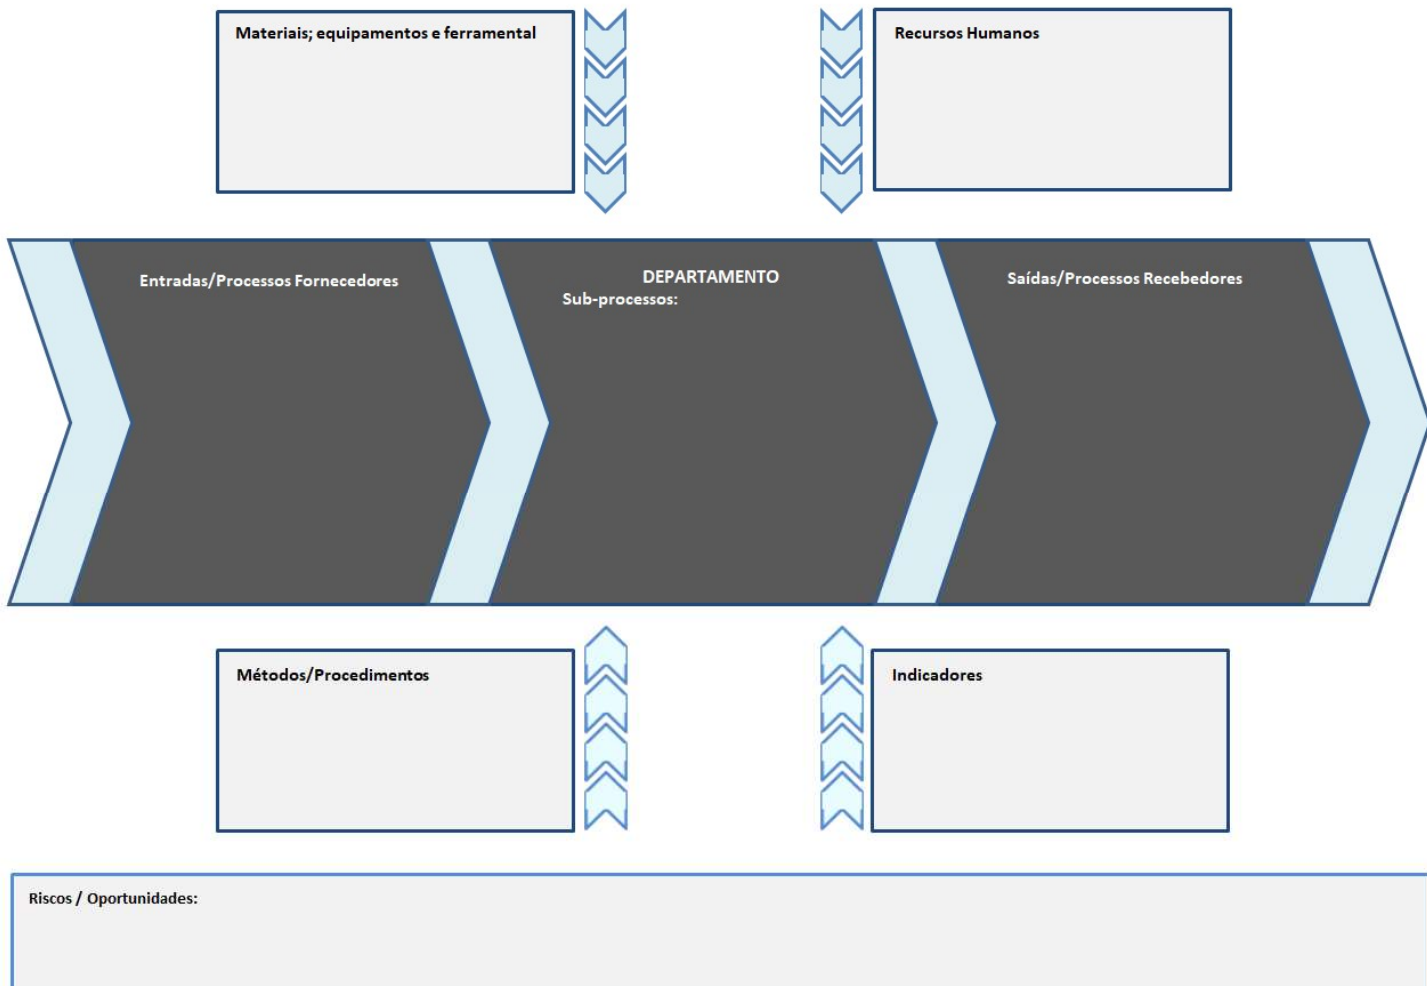 Materiais; equipamentos e ferramental
Recursos Humanos
Entradas/Processos Fornecedores
DEPARTAMENTO
Sub-processos:
Saídas/Processos Recebedores
Métodos/Procedimentos
Indicadores
Riscos / Oportunidades: